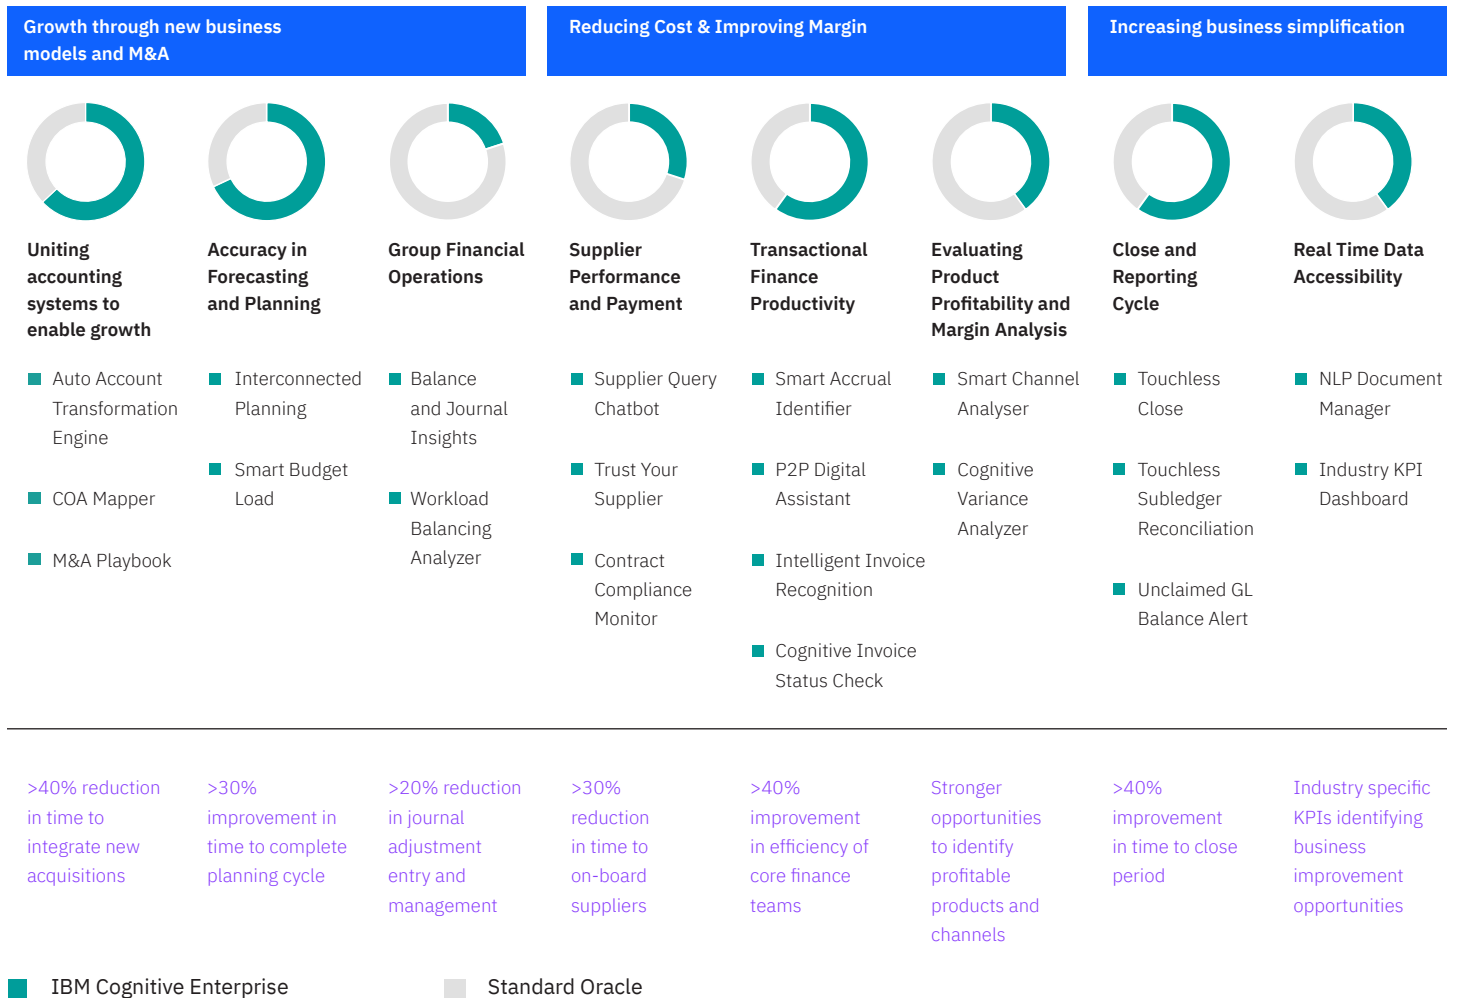 Growth through new business
models and M&A
Reducing Cost & Improving Margin
Increasing business simplification
Uniting
accounting
systems to
enable growth
Accuracy in
Forecasting
and Planning
Group Financial
Operations
Supplier
Performance
and Payment
Transactional
Finance
Productivity
Evaluating
Product
Profitability and
Margin Analysis
Close and
Reporting
Cycle
Real Time Data
Accessibility
Auto Account
Transformation
Engine
COA Mapper
M&A Playbook
Interconnected
Planning
Smart Budget
Load
Balance
and Journal
Insights
Workload
Balancing
Analyzer
Supplier Query
Chatbot
Trust Your
Supplier
Contract
Compliance
Monitor
Smart Accrual
Identifier
P2P Digital
Assistant
Intelligent Invoice
Recognition
Cognitive Invoice
Status Check
Smart Channel
Analyser
Cognitive
Variance
Analyzer
Touchless
Close
Touchless
Subledger
Reconciliation
Unclaimed GL
Balance Alert
NLP Document
Manager
Industry KPI
Dashboard
>40% reduction
in time to
integrate new
acquisitions
>30%
improvement in
time to complete
planning cycle
>20% reduction
in journal
adjustment
entry and
management
>30%
reduction
in time to
on-board
suppliers
>40%
improvement
in efficiency of
core finance
teams
Stronger
opportunities
to identify
profitable
products and
channels
>40%
improvement
in time to close
period
Industry specific
KPIs identifying
business
improvement
opportunities
IBM Cognitive Enterprise
Standard Oracle